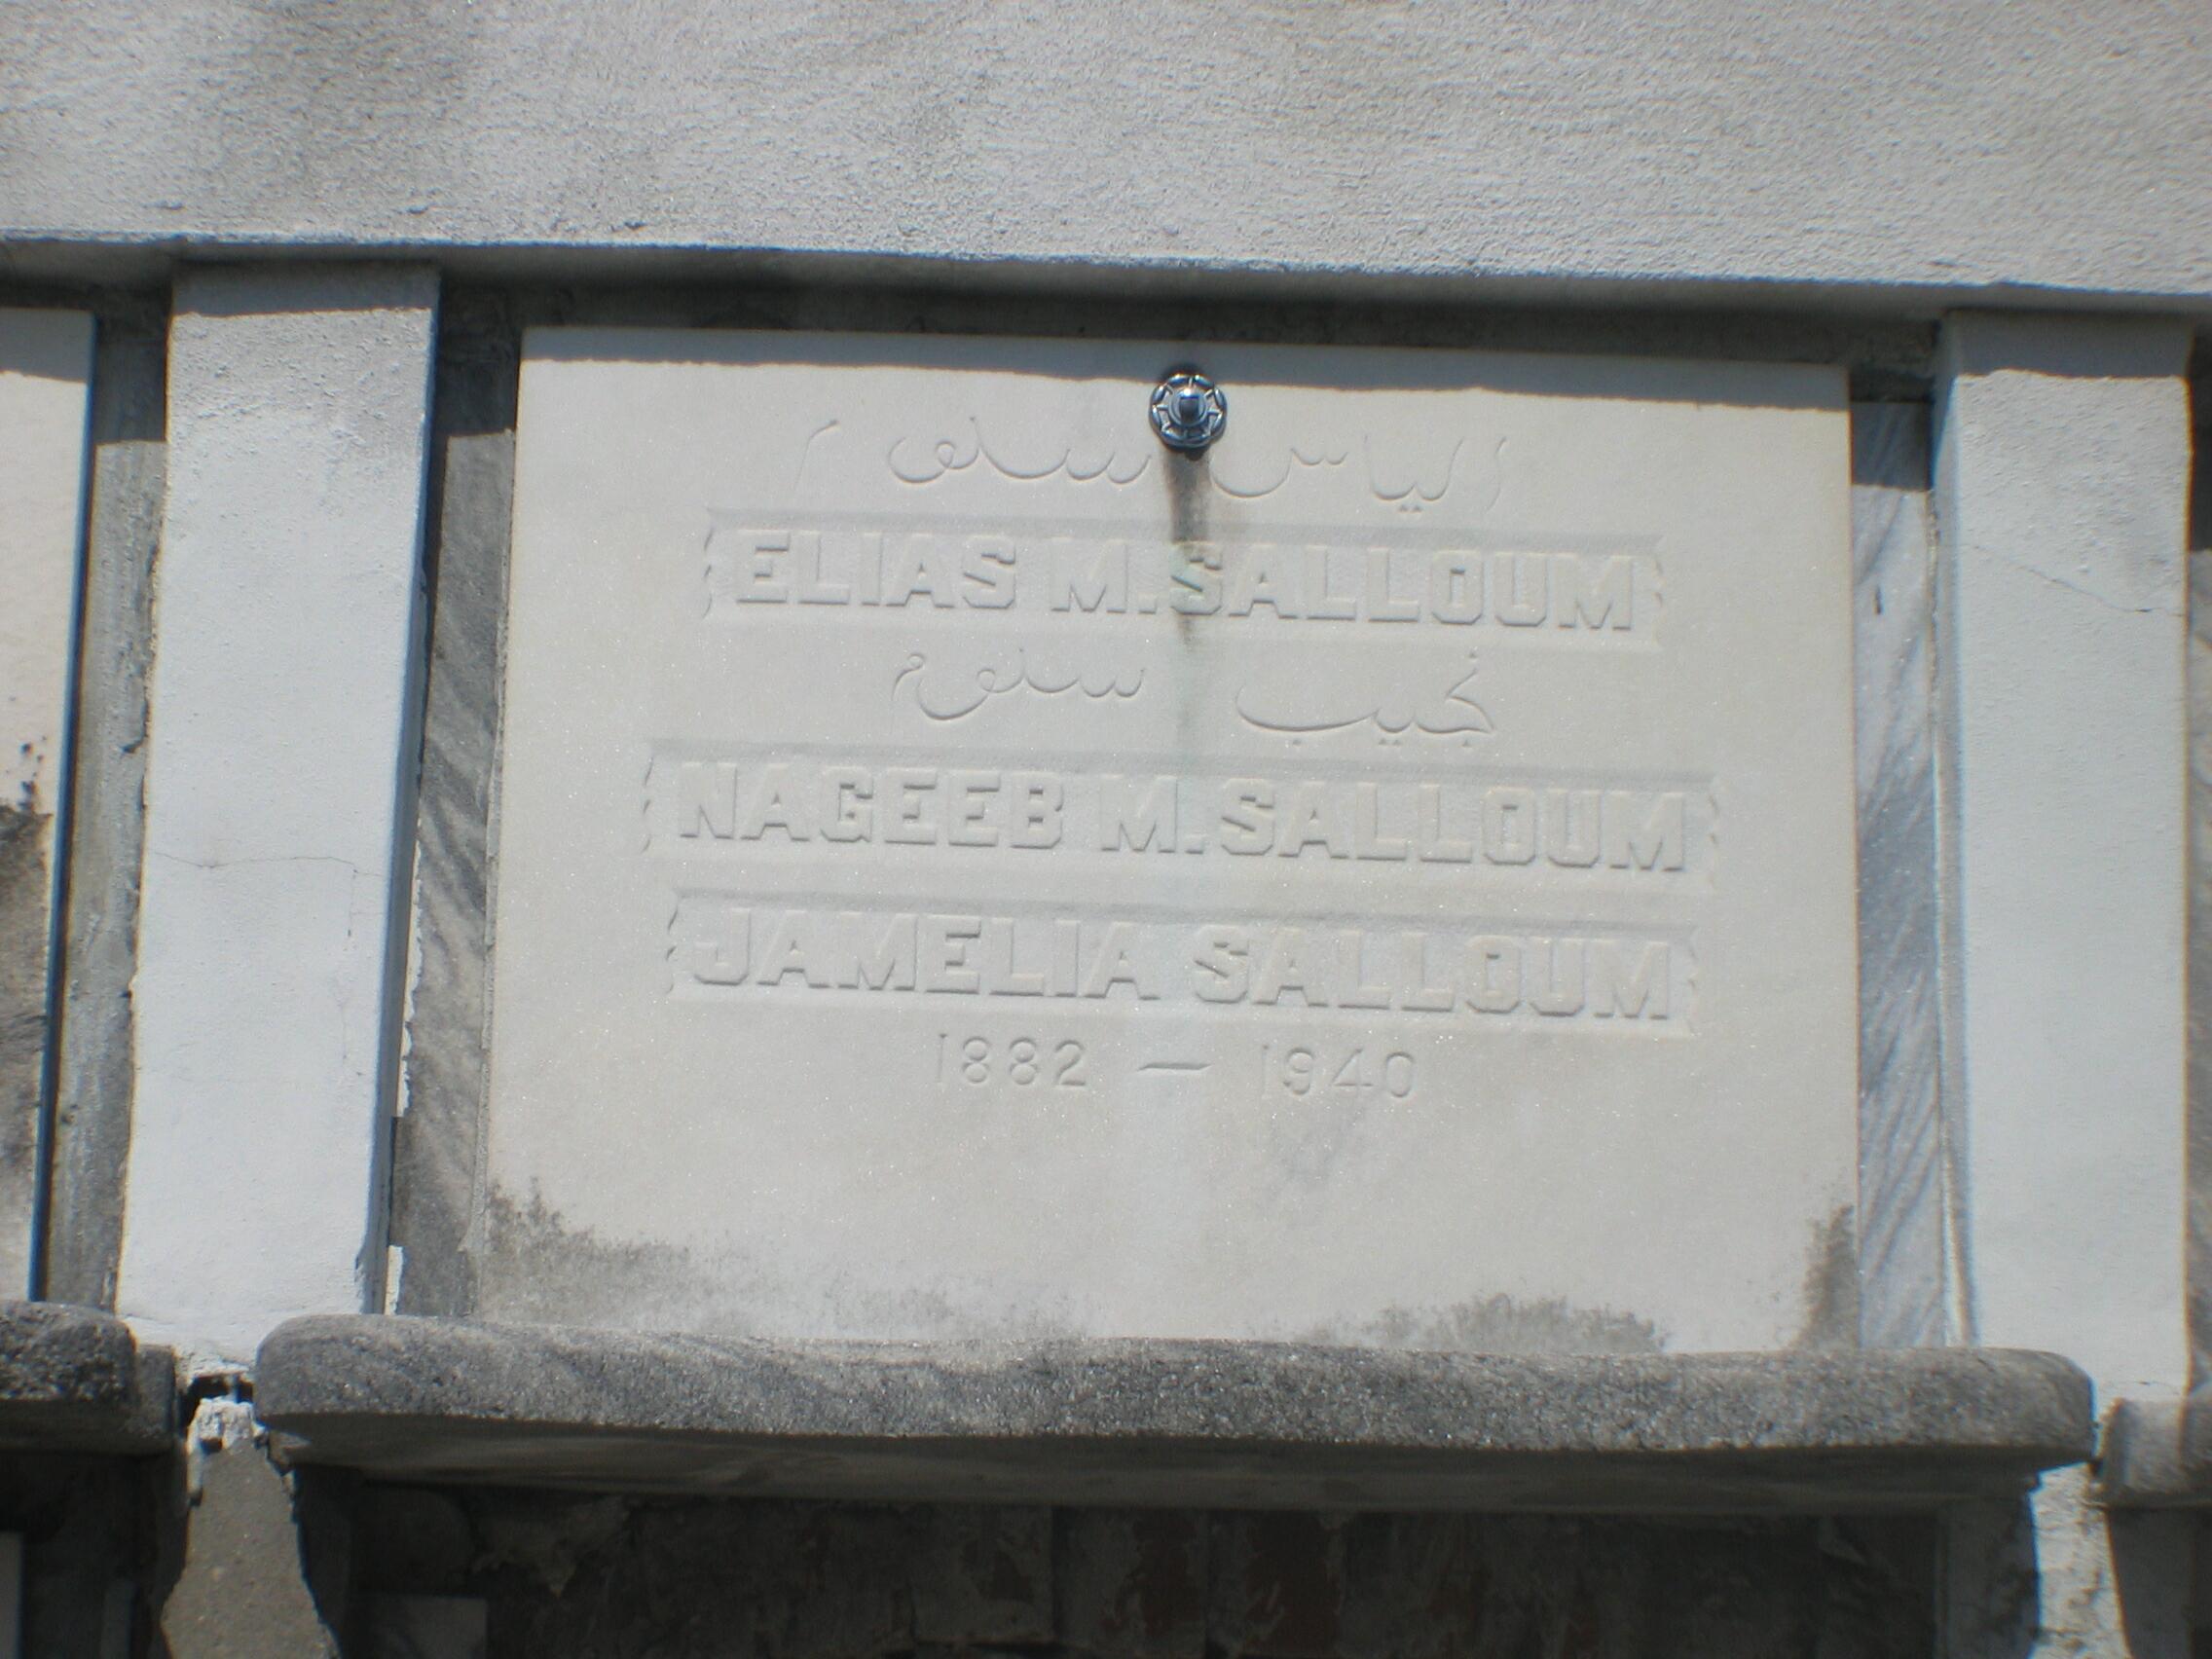 الياس سلوم
ELIAS M. SALLOUM
نجيب سلوم
NAGEEB M. SALLOUM
JAMELIA SALLOUM
1882 — 1940